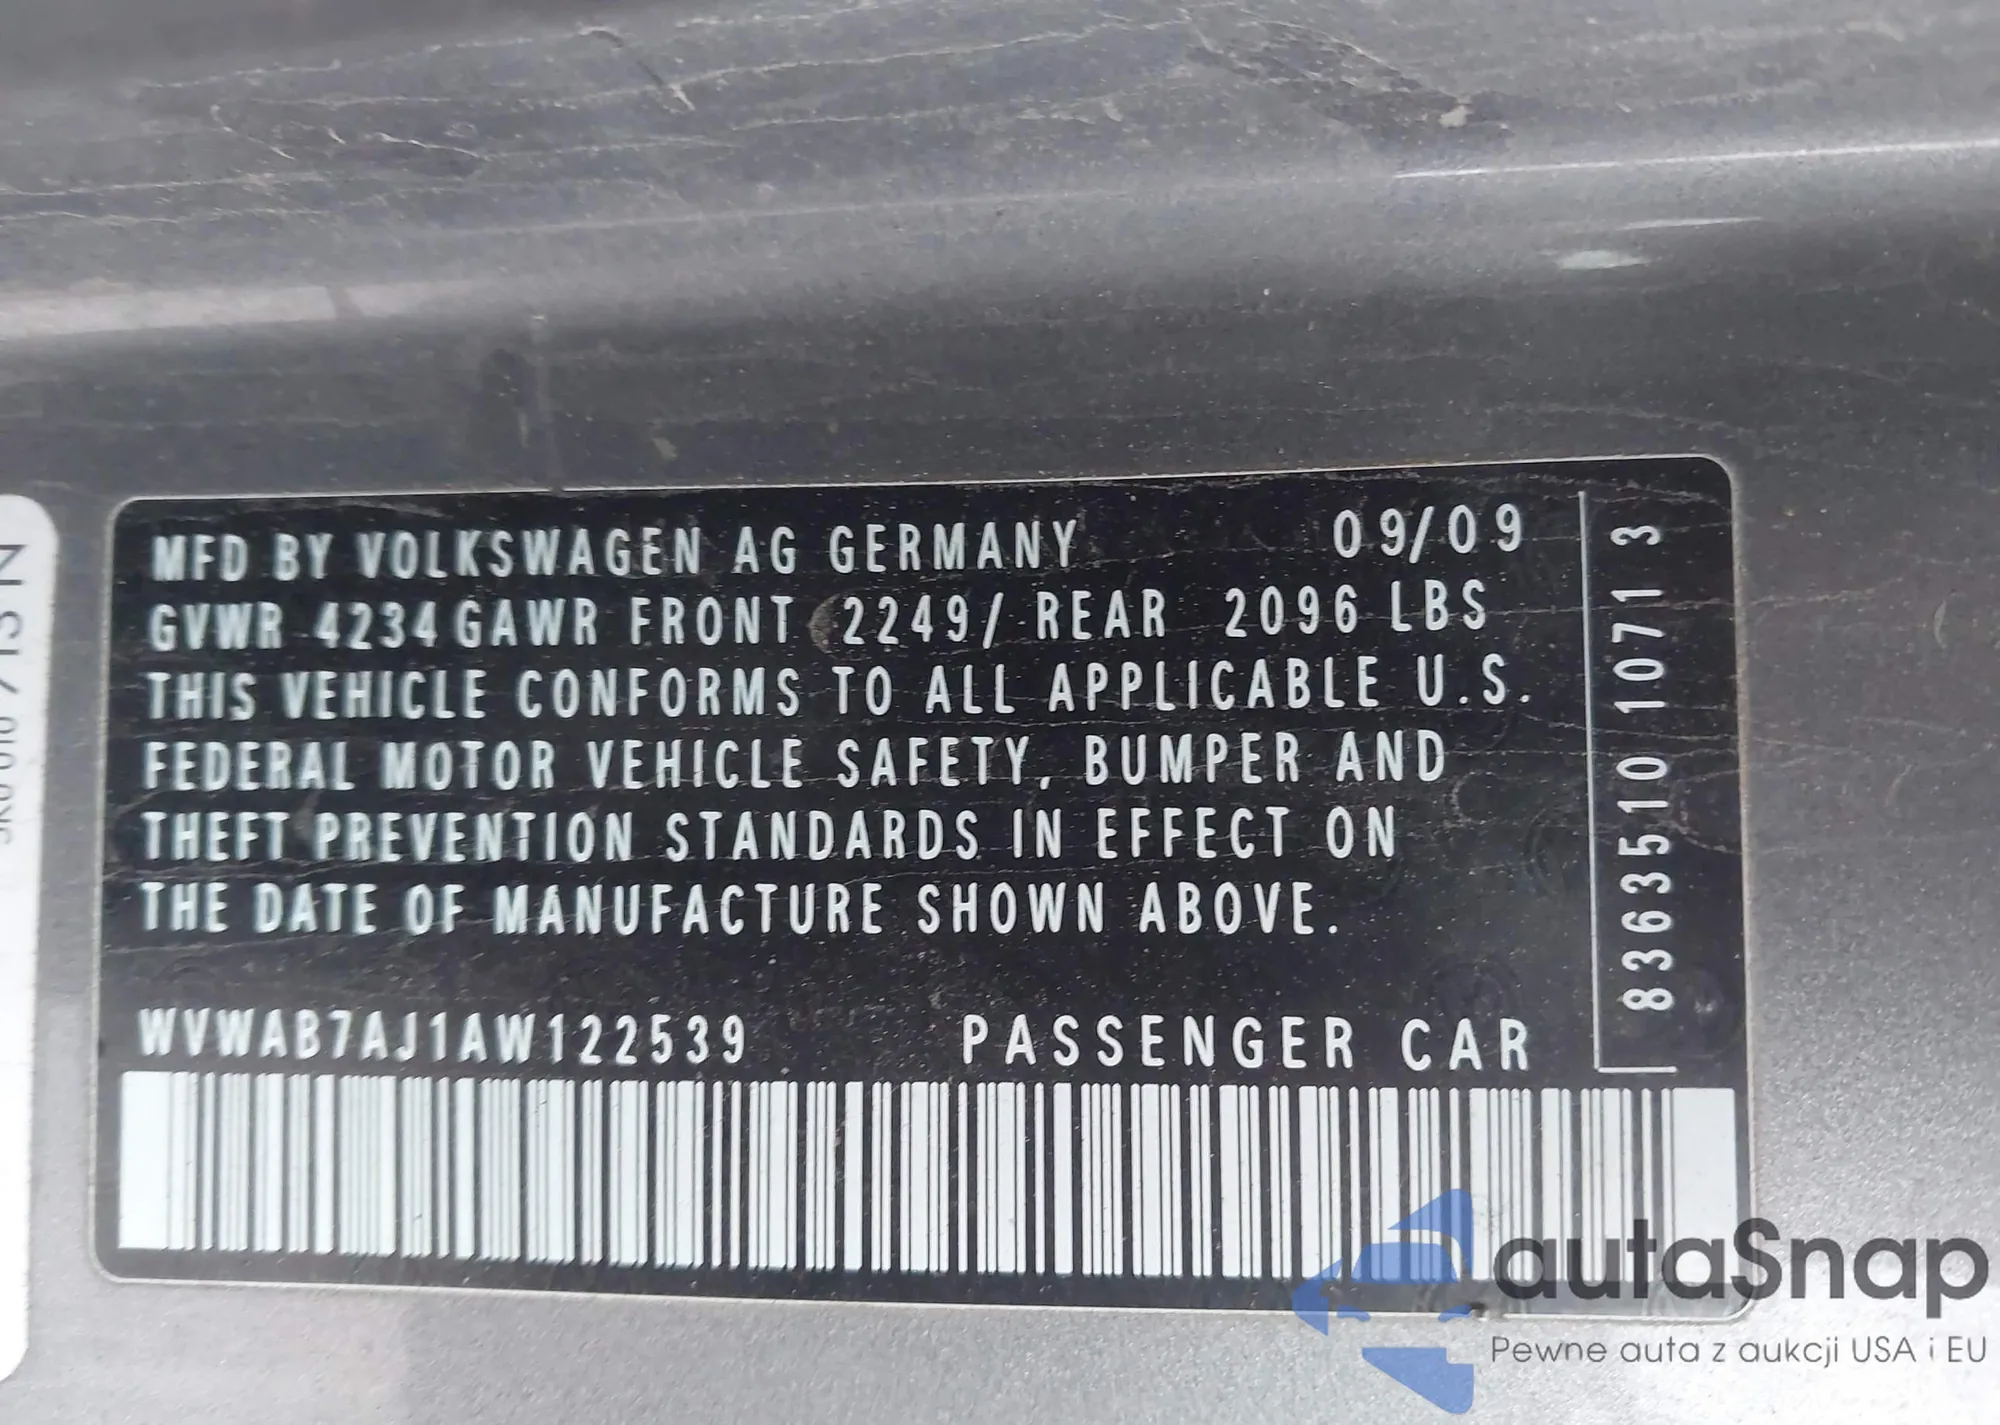 MFD BY VOLKSWAGEN AG GERMANY 09/09
GVWR 4234 GAWR FRONT 2249/ REAR 2096 LBS
THIS VEHICLE CONFORMS TO ALL APPLICABLE U.S.
FEDERAL MOTOR VEHICLE SAFETY, BUMPER AND
THEFT PREVENTION STANDARDS IN EFFECT ON
THE DATE OF MANUFACTURE SHOWN ABOVE.
WVWAB7AJ1AW122539 PASSENGER CAR
8363510 1071 3
autaSnap
Pewne auta z aukcji USA i EU